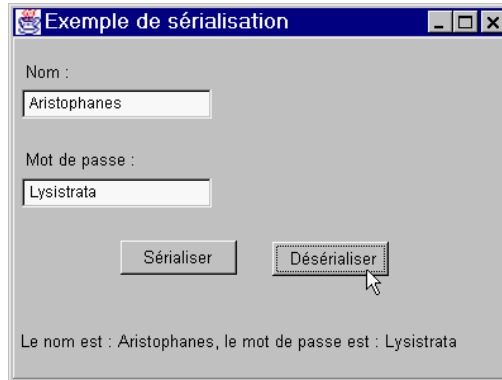 Exemple de sérialisation
Nom :
Aristophanes
Mot de passe :
Lysistrata
Sérialiser Désérialiser
Le nom est : Aristophanes, le mot de passe est : Lysistrata